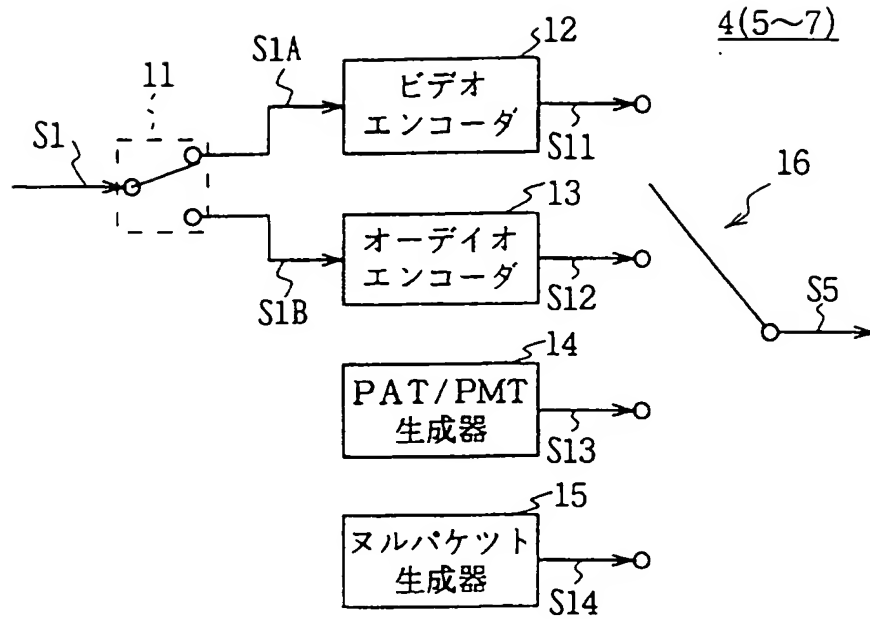 4(5〜7)
12
S1A
11
ビデオ
エンコーダ
S1
S11
13
16
オーデイオ
エンコーダ
S12
S1B
S5
14
PAT/PMT
生成器
S13
15
ヌルパケツト
生成器
S14